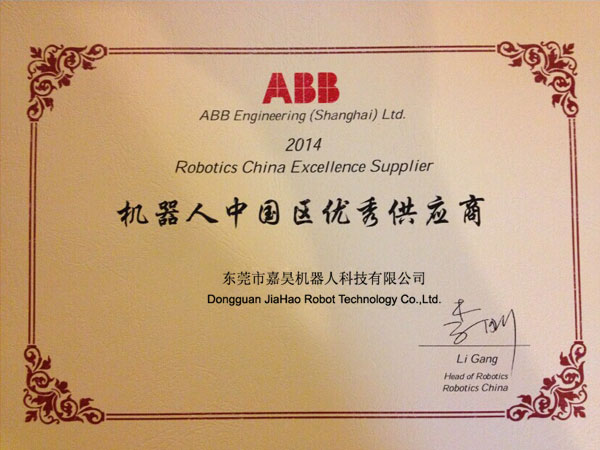 ABB
ABB Engineering (Shanghai) Ltd.
2014
Robotics China Excellence Supplier
机器人中国区优秀供应商
东莞市嘉昊机器人科技有限公司
Dongguan JiaHao Robot Technology Co.,Ltd.
李刚
Li Gang
Head of Robotics
Robotics China